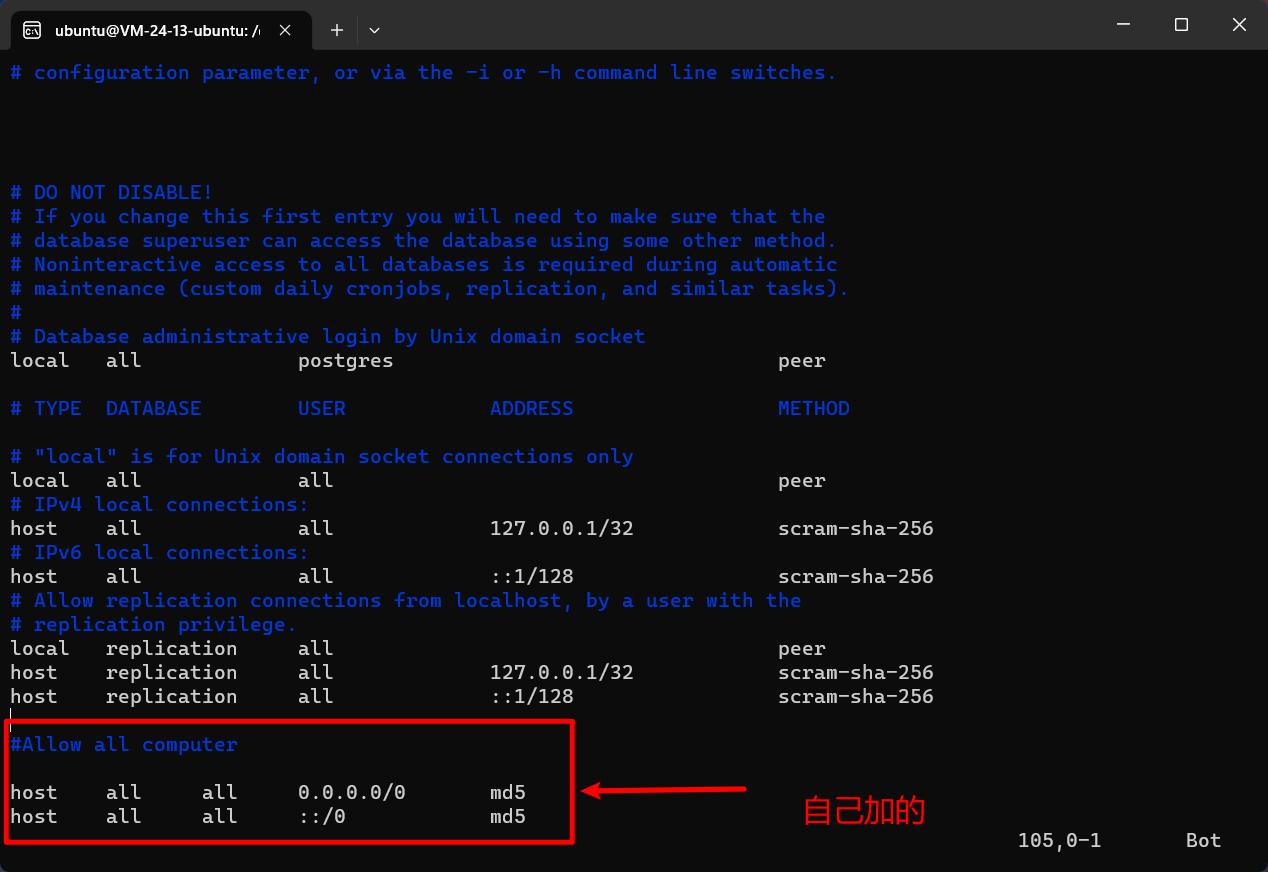 ubuntu@VM-24-13-ubuntu: /
# configuration parameter, or via the -i or -h command line switches.
# DO NOT DISABLE!
# If you change this first entry you will need to make sure that the
# database superuser can access the database using some other method.
# Noninteractive access to all databases is required during automatic
# maintenance (custom daily cronjobs, replication, and similar tasks).
#
# Database administrative login by Unix domain socket
local   all             postgres                                peer
# TYPE  DATABASE        USER            ADDRESS                 METHOD
# "local" is for Unix domain socket connections only
local   all             all                                     peer
# IPv4 local connections:
host    all             all             127.0.0.1/32            scram-sha-256
# IPv6 local connections:
host    all             all             ::1/128                 scram-sha-256
# Allow replication connections from localhost, by a user with the
# replication privilege.
local   replication     all                                     peer
host    replication     all             127.0.0.1/32            scram-sha-256
host    replication     all             ::1/128                 scram-sha-256
#Allow all computer
host    all     all     0.0.0.0/0       md5
host    all     all     ::/0            md5
自己加的
105,0-1       Bot